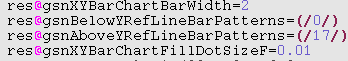 res@gsnXYBarChartBarWidth=2
res@gsnBelowYRefLineBarPatterns=(/0/)
res@gsnAboveYRefLineBarPatterns=(/17/)
res@gsnXYBarChartFillDotSizeF=0.01